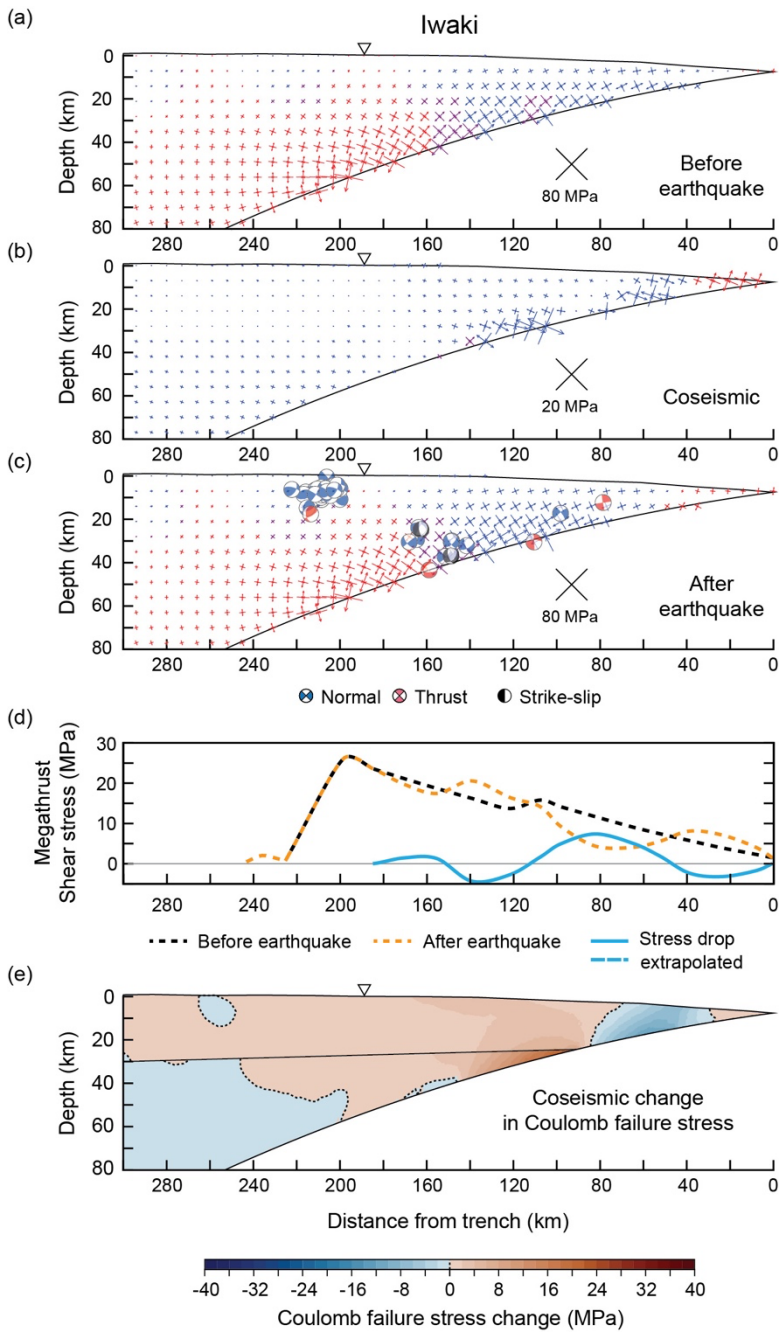 Iwaki
(a)
Depth (km)
0
20
40
60
80
280 240 200 160 120 80 40 0
80 MPa
Before
earthquake
(b)
Depth (km)
0
20
40
60
80
280 240 200 160 120 80 40 0
20 MPa
Coseismic
(c)
Depth (km)
0
20
40
60
80
280 240 200 160 120 80 40 0
80 MPa
After
earthquake
Normal Thrust Strike-slip
(d)
Megathrust
Shear stress (MPa)
30
20
10
0
280 240 200 160 120 80 40 0
Before earthquake After earthquake Stress drop
extrapolated
(e)
Depth (km)
0
20
40
60
80
Coseismic change
in Coulomb failure stress
280 240 200 160 120 80 40 0
Distance from trench (km)
-40 -32 -24 -16 -8 0 8 16 24 32 40
Coulomb failure stress change (MPa)